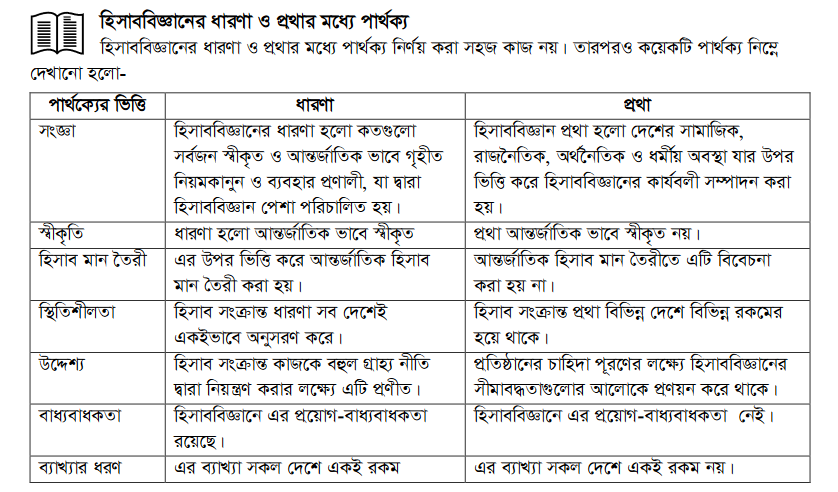 হিসাববিজ্ঞানের ধারণা ও প্রথার মধ্যে পার্থক্য
হিসাববিজ্ঞানের ধারণা ও প্রথার মধ্যে পার্থক্য নির্ণয় করা সহজ কাজ নয়। তারপরও কয়েকটি পার্থক্য নিম্নে
দেখানো হলো-
পার্থক্যের ভিত্তি ধারণা প্রথা
সংজ্ঞা হিসাববিজ্ঞানের ধারণা হলো কতগুলো হিসাববিজ্ঞান প্রথা হলো দেশের সামাজিক,
সর্বজন স্বীকৃত ও আন্তর্জাতিক ভাবে গৃহীত রাজনৈতিক, অর্থনৈতিক ও ধর্মীয় অবস্থা যার উপর
নিয়মকানুন ও ব্যবহার প্রণালী, যা দ্বারা ভিত্তি করে হিসাববিজ্ঞানের কার্যবলী সম্পাদন করা
হিসাববিজ্ঞান পেশা পরিচালিত হয়। হয়।
স্বীকৃতি ধারণা হলো আন্তর্জাতিক ভাবে স্বীকৃত প্রথা আন্তর্জাতিক ভাবে স্বীকৃত নয়।
হিসাব মান তৈরী এর উপর ভিত্তি করে আন্তর্জাতিক হিসাব আন্তর্জাতিক হিসাব মান তৈরীতে এটি বিবেচনা
মান তৈরী করা হয়। করা হয় না।
স্থিতিশীলতা হিসাব সংক্রান্ত ধারণা সব দেশেই হিসাব সংক্রান্ত প্রথা বিভিন্ন দেশে বিভিন্ন রকমের
একইভাবে অনুসরণ করে। হয়ে থাকে।
উদ্দেশ্য হিসাব সংক্রান্ত কাজকে বহুল গ্রাহ্য নীতি প্রতিষ্ঠানের চাহিদা পূরণের লক্ষ্যে হিসাববিজ্ঞানের
দ্বারা নিয়ন্ত্রণ করার লক্ষ্যে এটি প্রণীত। সীমাবদ্ধতাগুলোর আলোকে প্রণয়ন করে থাকে।
বাধ্যবাধকতা হিসাববিজ্ঞানে এর প্রয়োগ-বাধ্যবাধকতা হিসাববিজ্ঞানে এর প্রয়োগ-বাধ্যবাধকতা নেই।
রয়েছে।
ব্যাখ্যার ধরণ এর ব্যাখ্যা সকল দেশে একই রকম এর ব্যাখ্যা সকল দেশে একই রকম নয়।